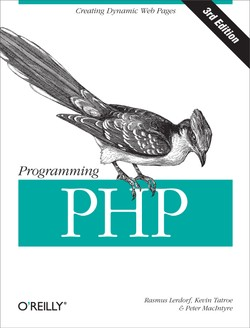 Creating Dynamic Web Pages
3rd Edition
Programming
PHP
O'REILLY®
Rasmus Lerdorf, Kevin Tatroe
& Peter MacIntyre